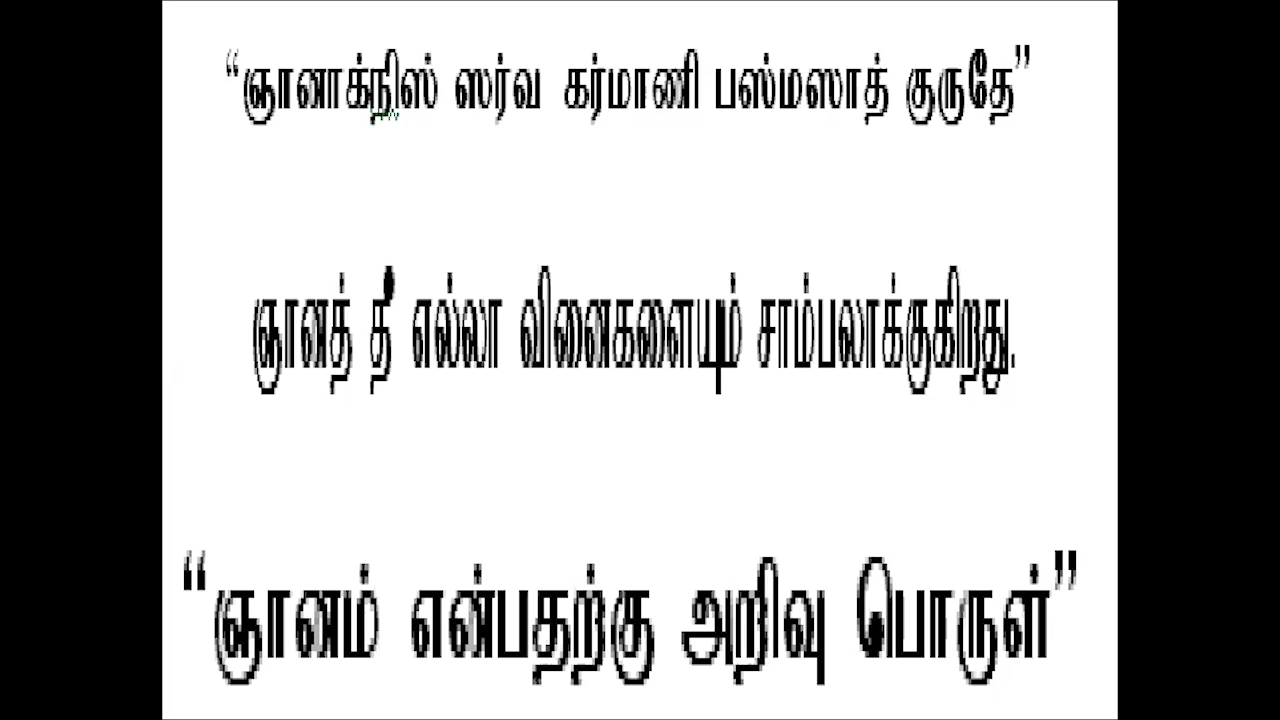 “ஞானாக்நிஸ் ஸர்வ கர்மாணி பஸ்மஸாத் குருதே”
ஞானத் தீ எல்லா வினைகளையும் சாம்பலாக்குகிறது.
“ஞானம் என்பதற்கு அறிவு பொருள்”